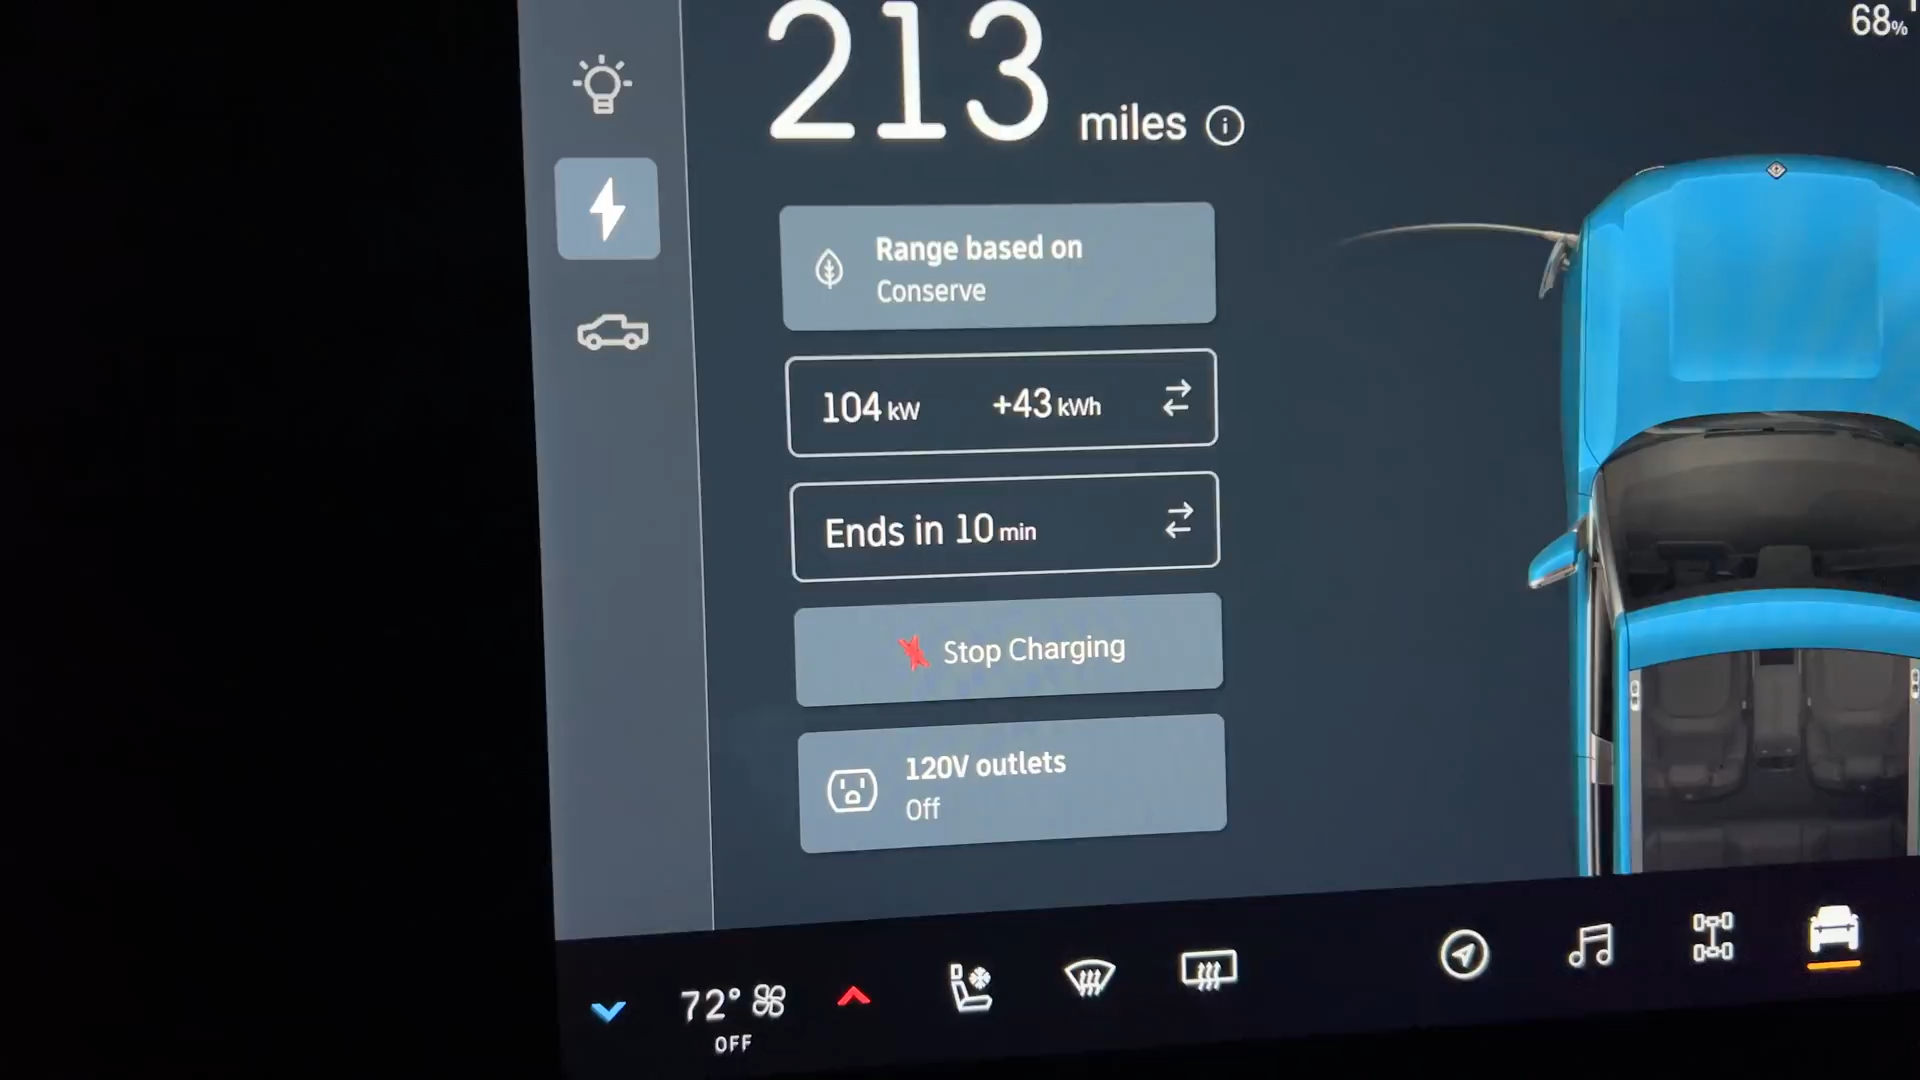 213 miles
68%
Range based on
Conserve
104 kW +43 kWh
Ends in 10 min
Stop Charging
120V outlets
Off
72°
OFF